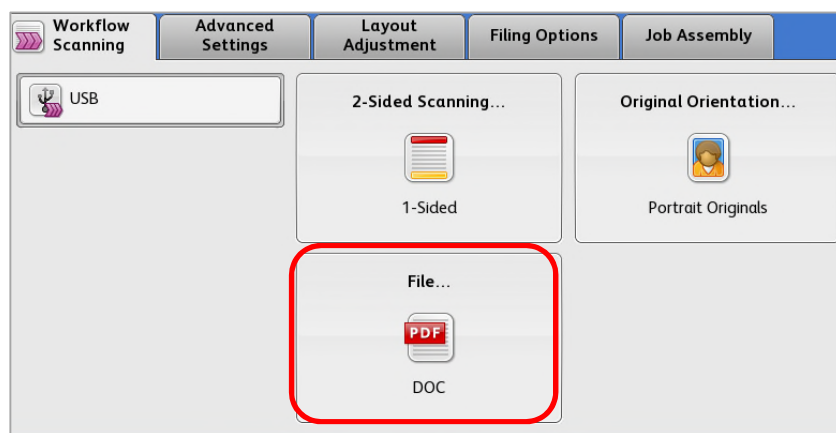 Workflow
Scanning
Advanced
Settings
Layout
Adjustment
Filing Options
Job Assembly
USB
2-Sided Scanning...
1-Sided
Original Orientation...
Portrait Originals
File...
PDF
DOC